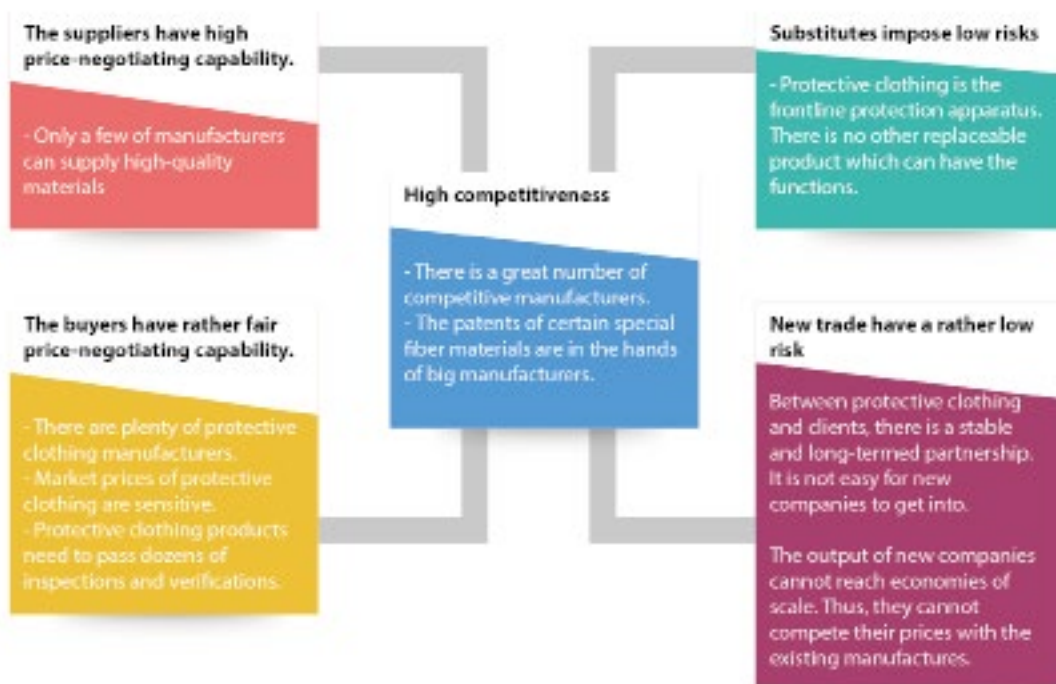 The suppliers have high
price-negotiating capability.
- Only a few of manufacturers
can supply high-quality
materials
Substitutes impose low risks
- Protective clothing is the
frontline protection apparatus.
There is no other replaceable
product which can have the
functions.
High competitiveness
- There is a great number of
competitive manufacturers.
- The patents of certain special
fiber materials are in the hands
of big manufacturers.
The buyers have rather fair
price-negotiating capability.
- There are plenty of protective
clothing manufacturers.
- Market prices of protective
clothing are sensitive.
- Protective clothing products
need to pass dozens of
inspections and verifications.
New trade have a rather low
risk
Between protective clothing
and clients, there is a stable
and long-termed partnership.
It is not easy for new
companies to get into.
The output of new companies
cannot reach economies of
scale. Thus, they cannot
compete their prices with the
existing manufactures.